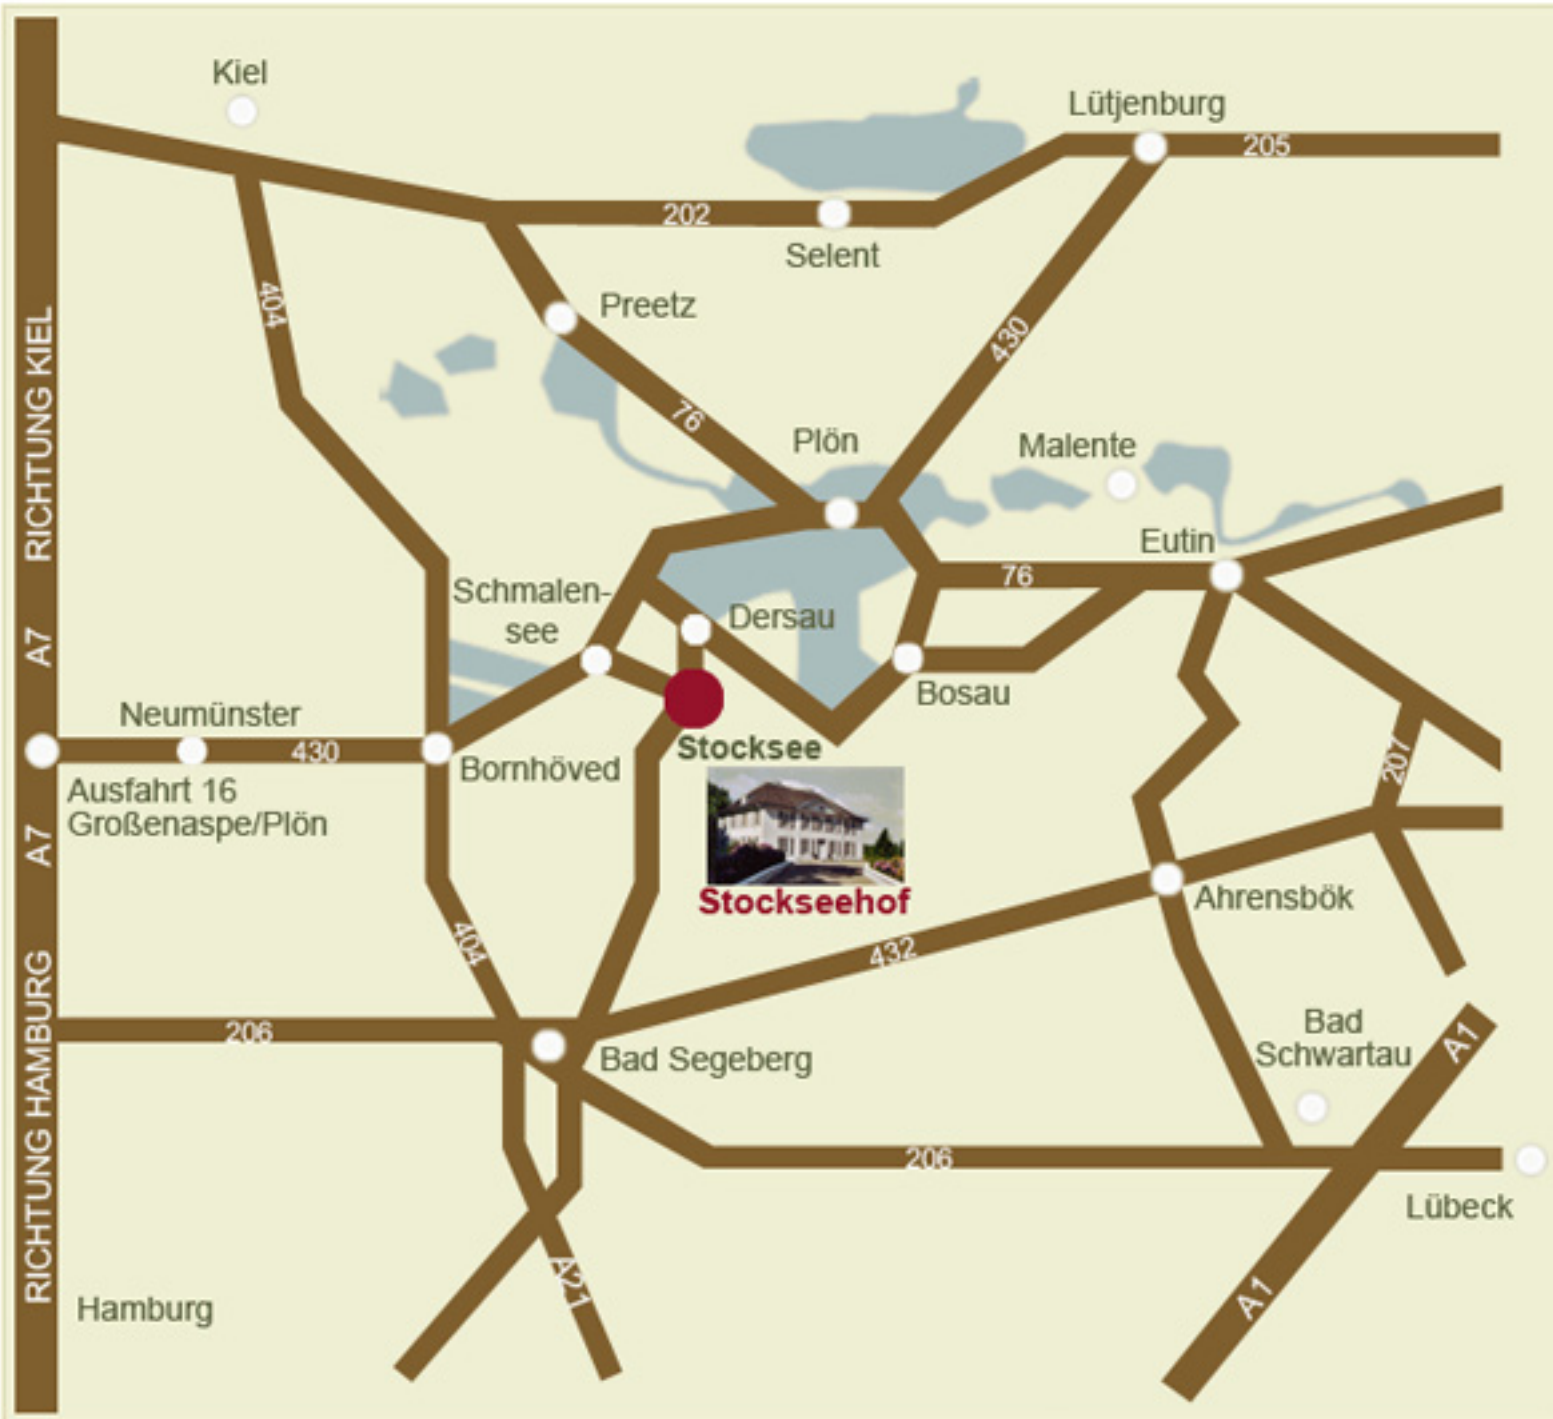 Kiel
Lütjenburg
205
202
Selent
404
Preetz
430
76
RICHTUNG KIEL
Plön
Malente
Eutin
76
Schmalen-
see
Dersau
A7
Bosau
Neumünster
430
Stocksee
207
Bornhöved
Ausfahrt 16
Großenaspe/Plön
A7
Stockseehof
Ahrensbök
404
432
RICHTUNG HAMBURG
206
Bad Segeberg
Bad
Schwartau
A1
206
Lübeck
A21
A1
Hamburg